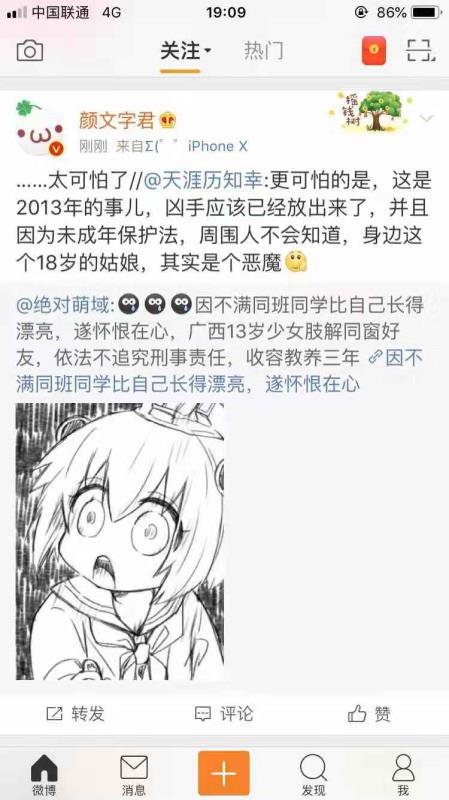 中国联通 4G 19:09 86%
关注 热门
颜文字君
摇钱树
刚刚 来自Σ(゜゜ iPhone X
……太可怕了//@天涯历知幸:更可怕的是，这是
2013年的事儿，凶手应该已经放出来了，并且
因为未成年保护法，周围人不会知道，身边这
个18岁的姑娘，其实是个恶魔
@绝对萌域:因不满同班同学比自己长得
漂亮，遂怀恨在心，广西13岁少女肢解同窗好
友，依法不追究刑事责任，收容教养三年 因不
满同班同学比自己长得漂亮，遂怀恨在心
转发 评论 赞
微博 消息 发现 我